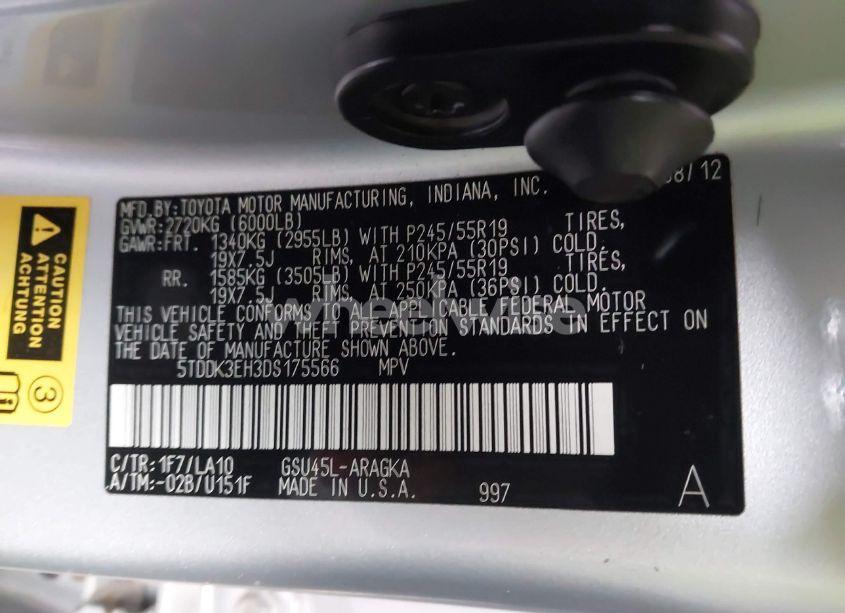 MFD.BY:TOYOTA MOTOR MANUFACTURING, INDIANA, INC. 08/12
GVWR:2720KG (6000LB)
GAWR:FRT. 1340KG (2955LB) WITH P245/55R19 TIRES,
19X7.5J RIMS, AT 210KPA (30PSI) COLD.
RR. 1585KG (3505LB) WITH P245/55R19 TIRES,
19X7.5J RIMS, AT 250KPA (36PSI) COLD.
THIS VEHICLE CONFORMS TO ALL APPLICABLE FEDERAL MOTOR
VEHICLE SAFETY AND THEFT PREVENTION STANDARDS IN EFFECT ON
THE DATE OF MANUFACTURE SHOWN ABOVE.
5TDDK3EH3DS175566 MPV
C/TR:1F7/LA10 GSU45L-ARAGKA
A/TM:-02B/U151F MADE IN U.S.A. 997 A
CAUTION
ATTENTION
ACHTUNG
3